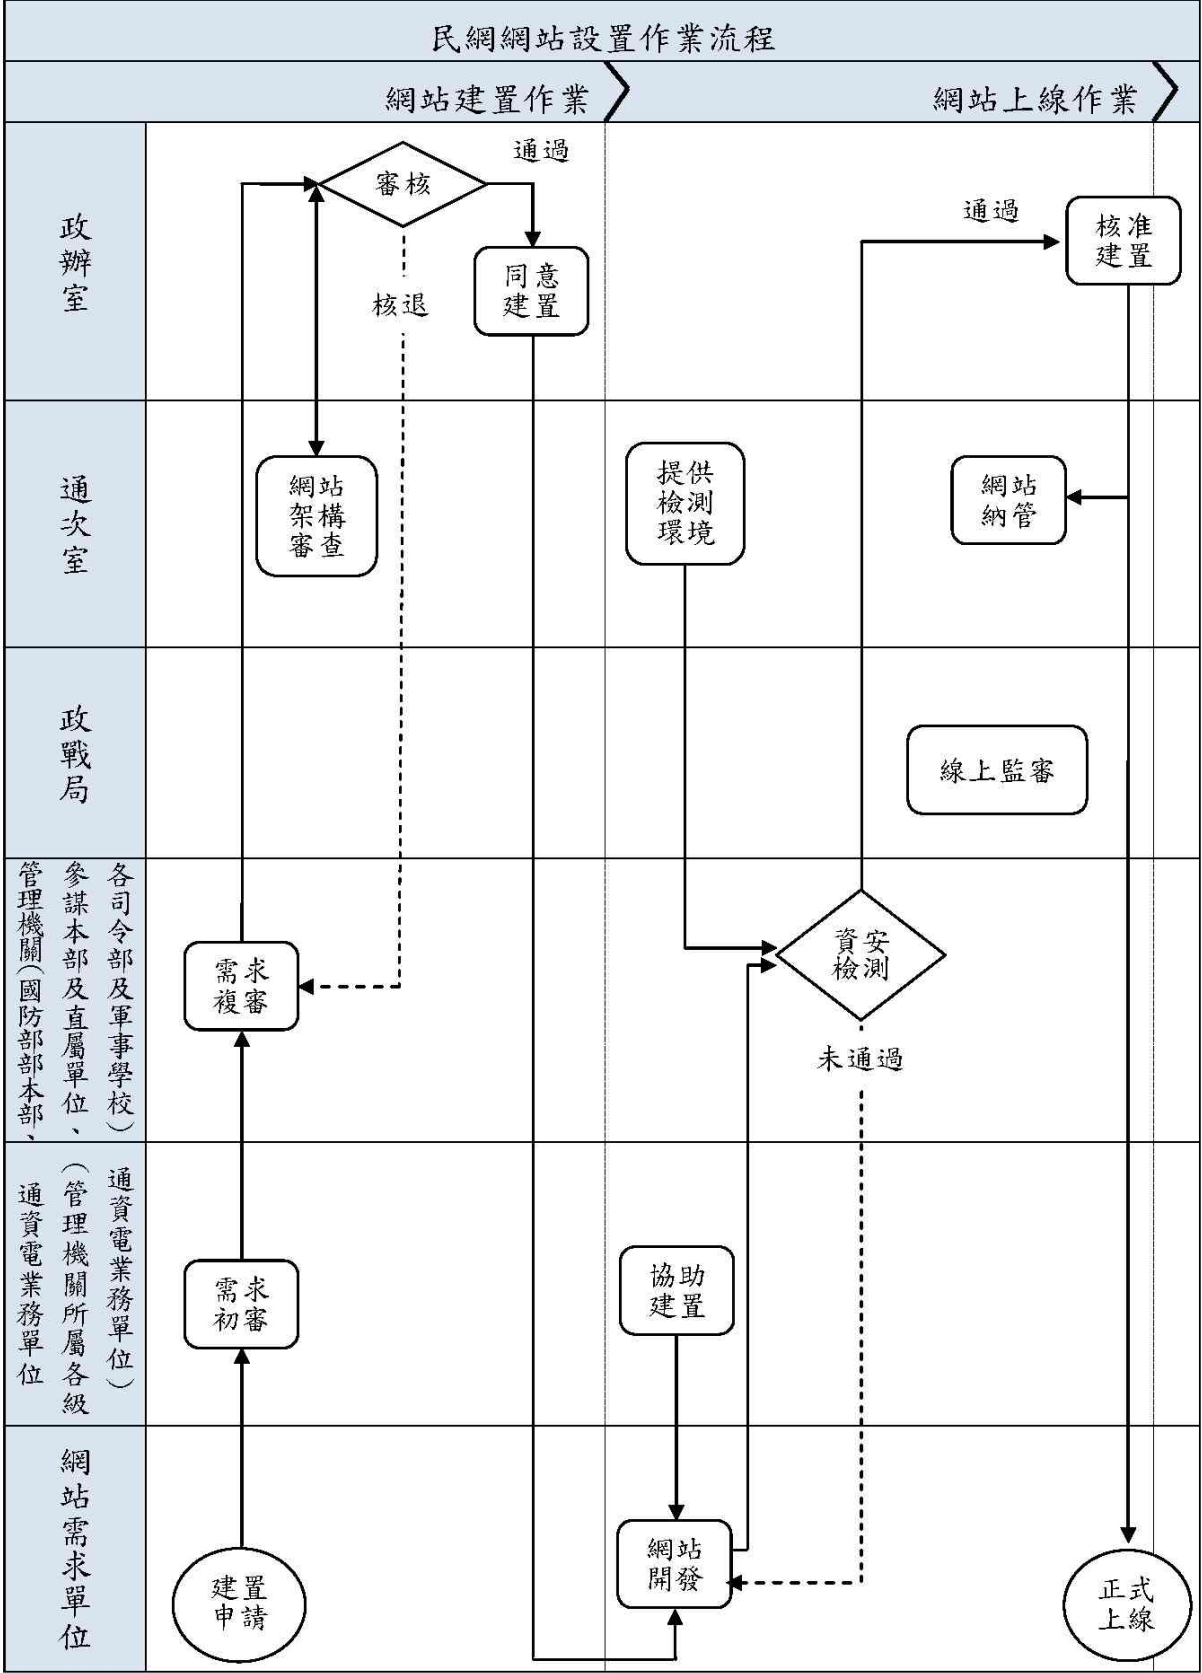 民網網站設置作業流程
網站建置作業
網站上線作業
政辦室
審核
通過
核退
同意
建置
通過
核准
建置
通次室
網站
架構
審查
提供
檢測
環境
網站
納管
政戰局
線上監審
管理機關(國防部部本部、
參謀本部及直屬單位、
各司令部及軍事學校)
需求
複審
資安
檢測
未通過
通資電業務單位
(管理機關所屬各級
通資電業務單位)
需求
初審
協助
建置
網站需求單位
建置
申請
網站
開發
正式
上線